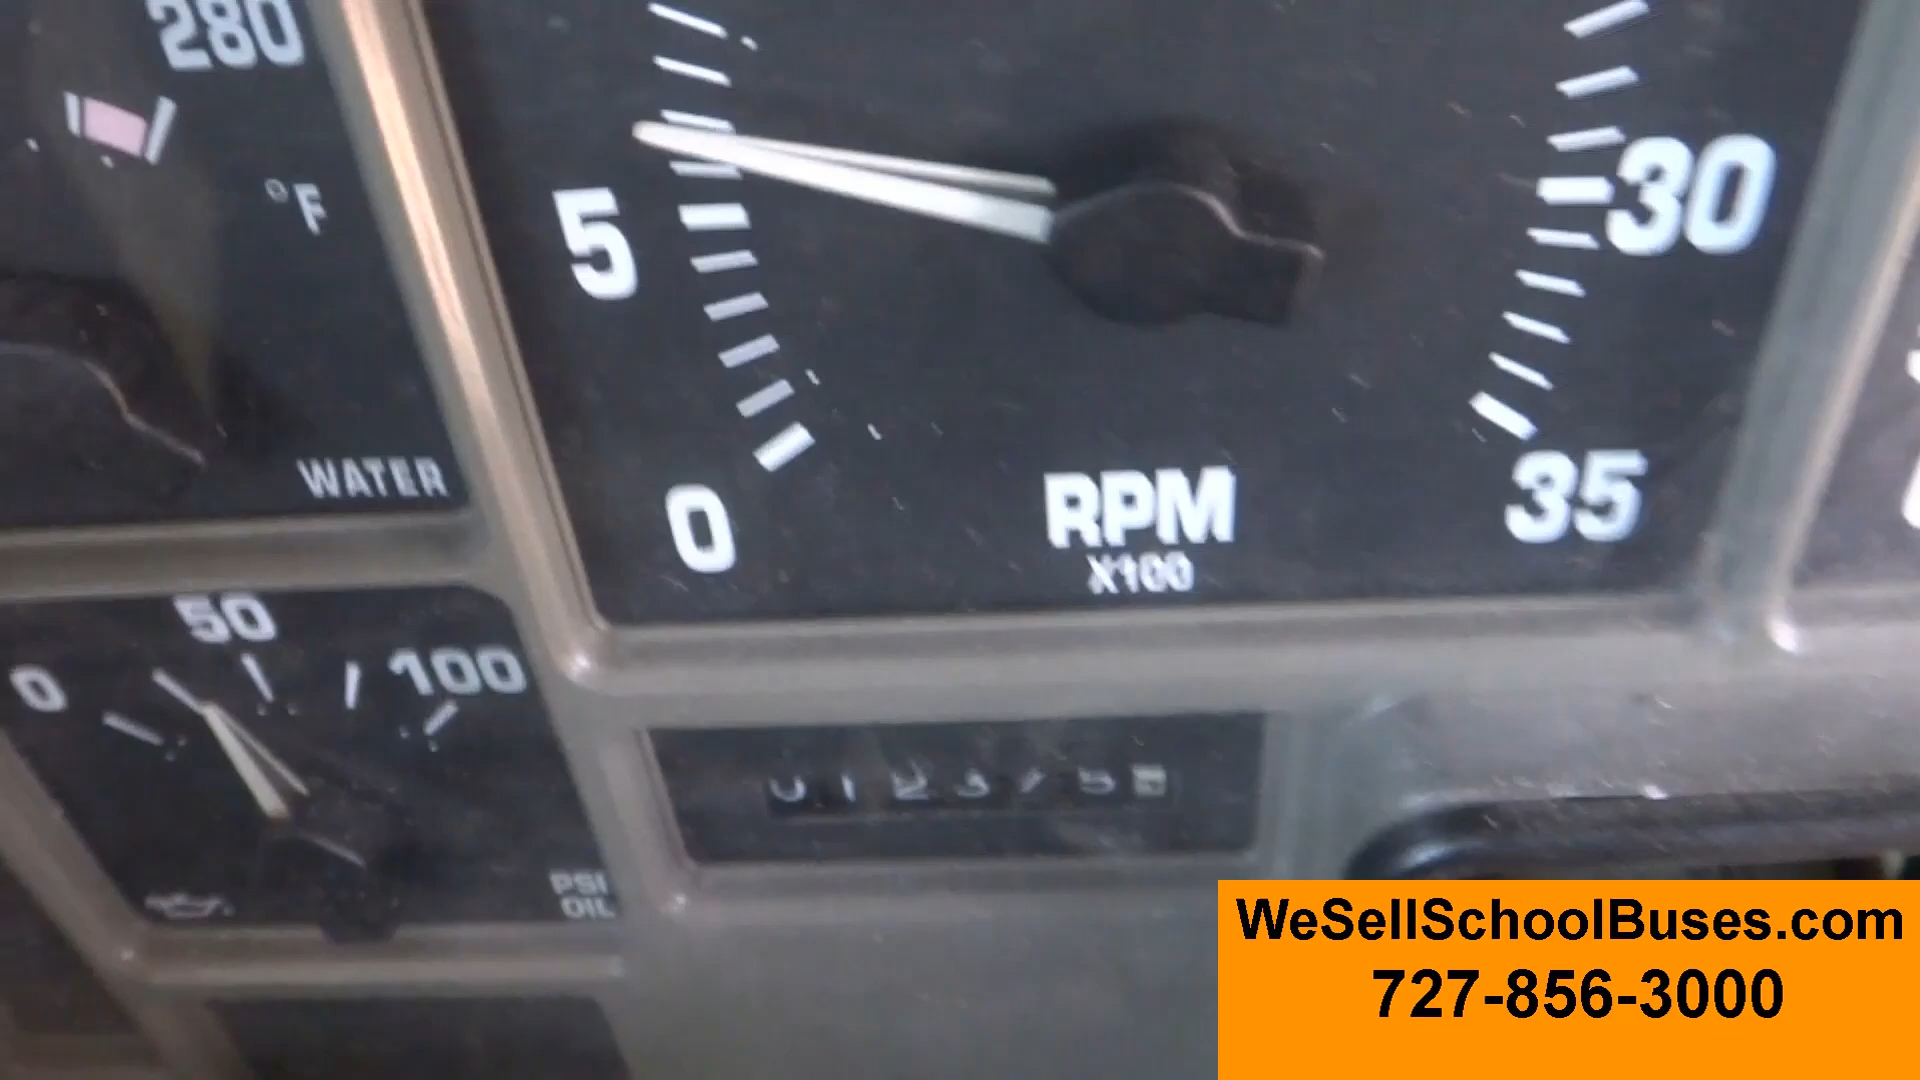 280
°F
WATER
5
0
30
35
RPM
X100
0
50
100
PSI
OIL
WeSellSchoolBuses.com
727-856-3000